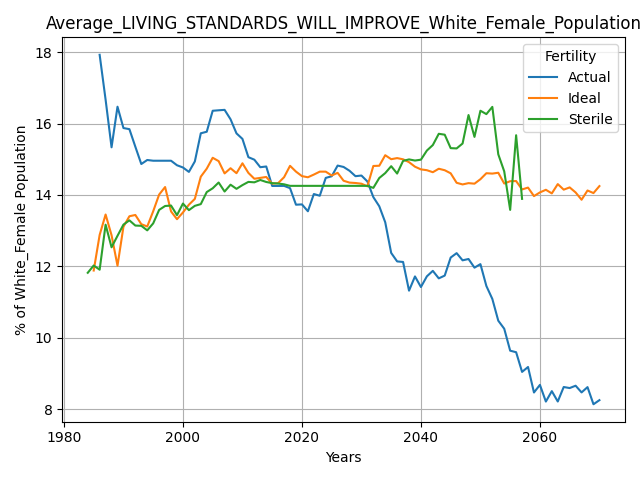 Average_LIVING_STANDARDS_WILL_IMPROVE_White_Female_Population
Fertility
Actual
Ideal
Sterile
% of White_Female Population
18
16
14
12
10
8
1980 2000 2020 2040 2060
Years